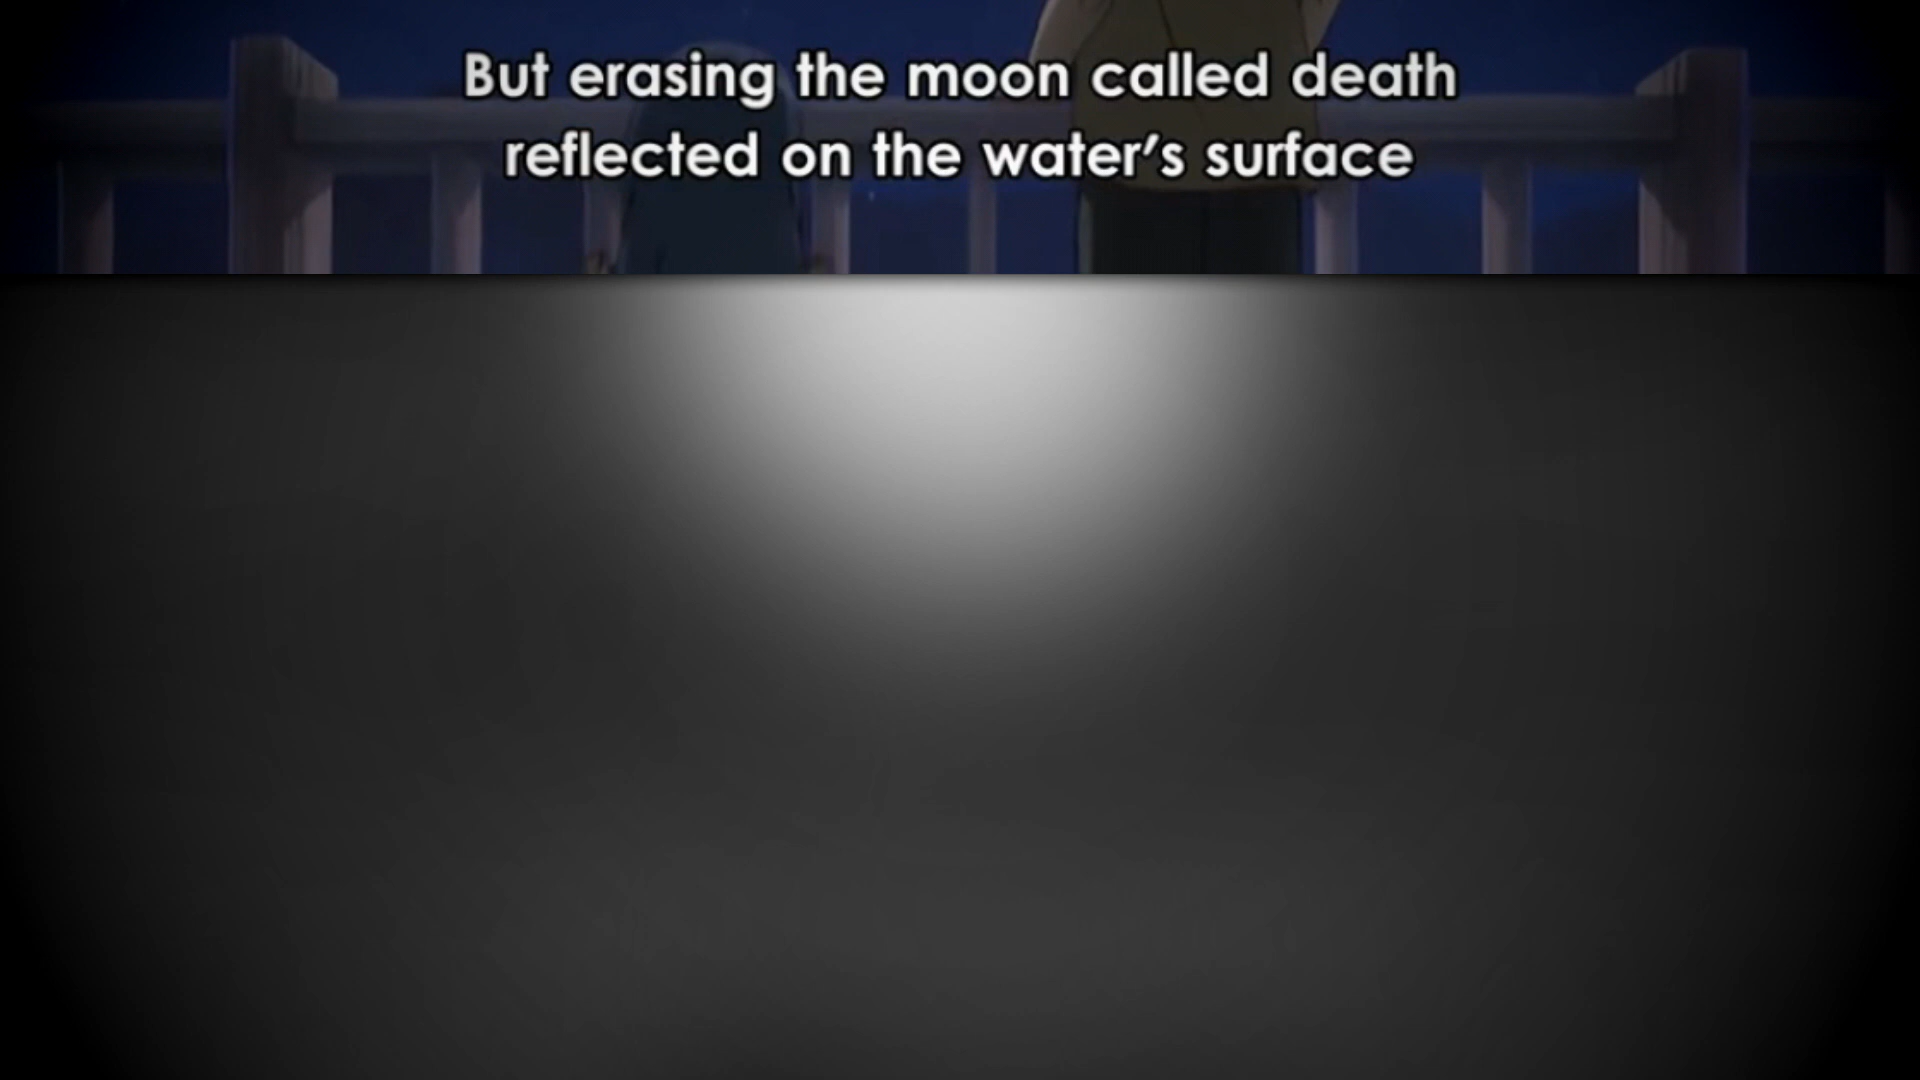 But erasing the moon called death
reflected on the water's surface